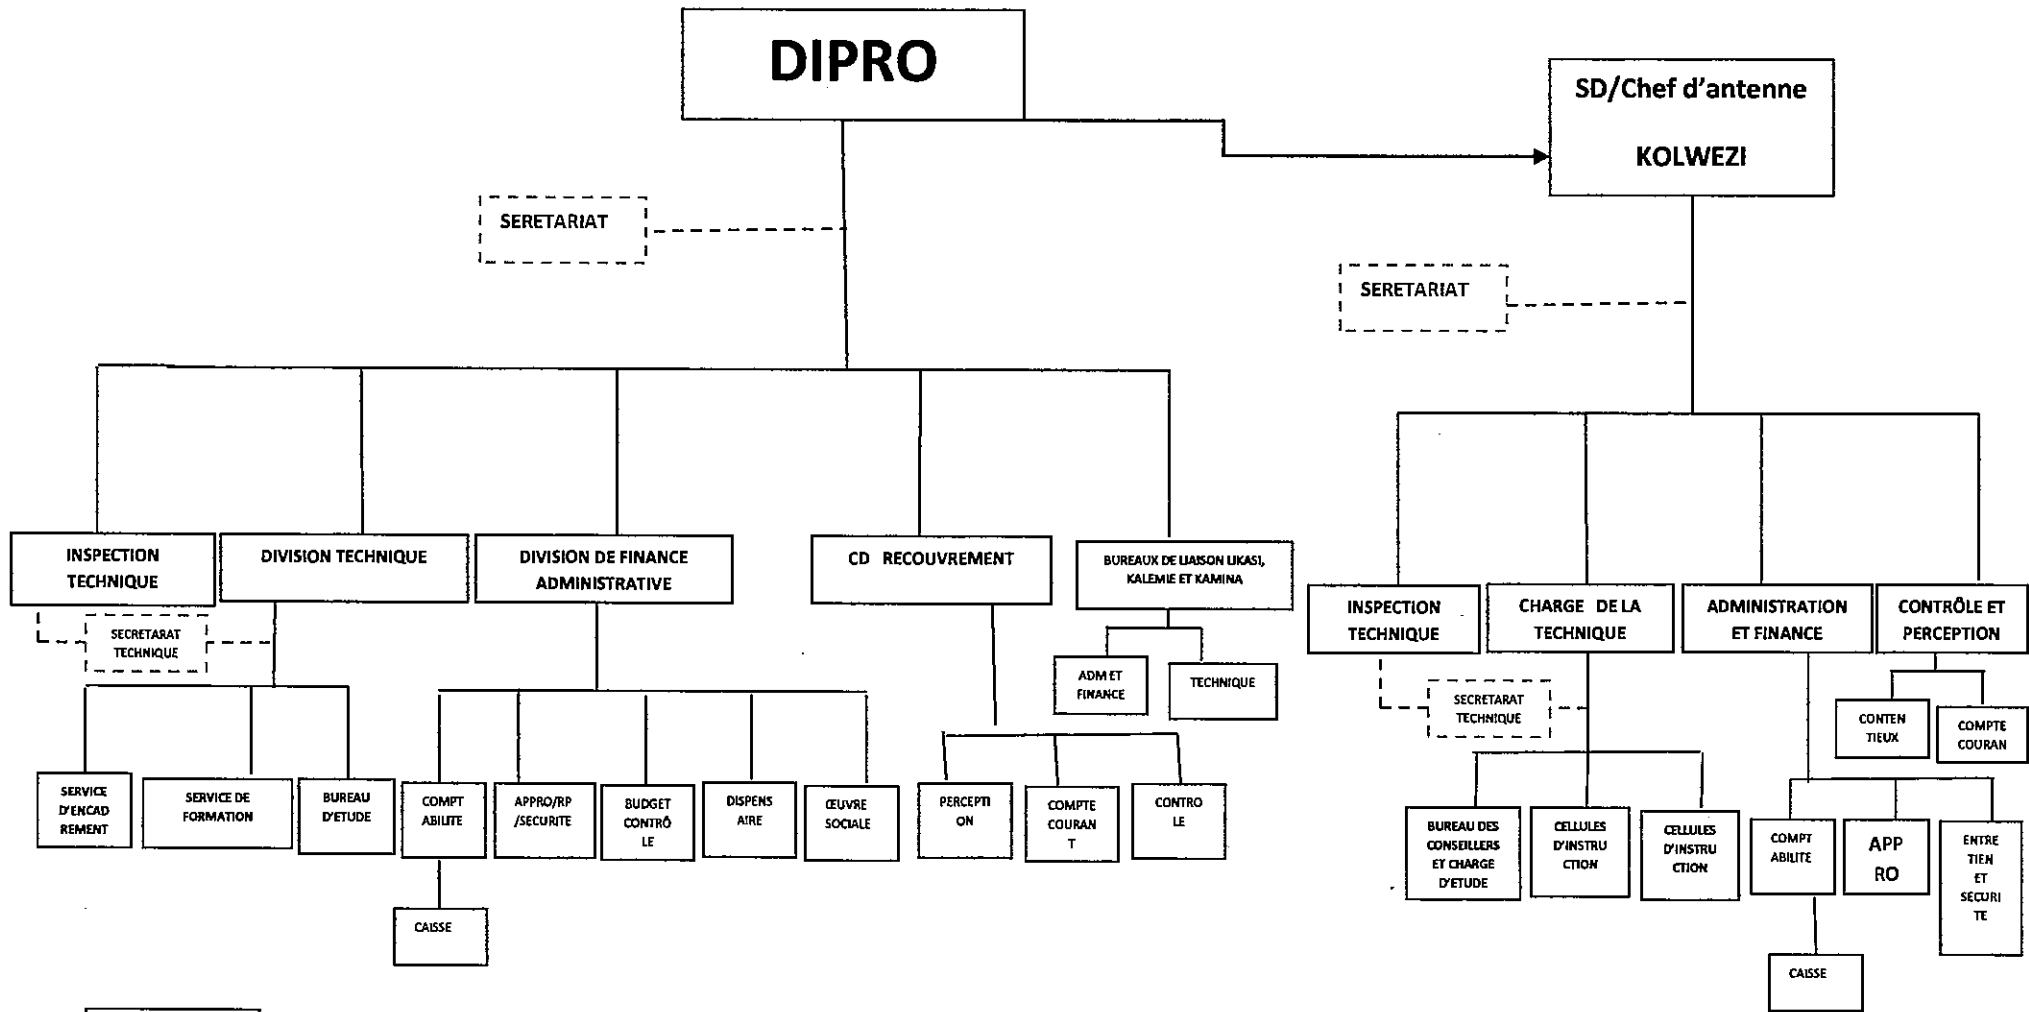 DIPRO
SD/Chef d'antenne
KOLWEZI
SERETARIAT
SERETARIAT
INSPECTION
TECHNIQUE
DIVISION TECHNIQUE
DIVISION DE FINANCE
ADMINISTRATIVE
CD RECOUVREMENT
BUREAUX DE LIAISON LIKASI,
KALEMIE ET KAMINA
INSPECTION
TECHNIQUE
CHARGE DE LA
TECHNIQUE
ADMINISTRATION
ET FINANCE
CONTRÔLE ET
PERCEPTION
SECRETARAT
TECHNIQUE
ADM ET
FINANCE
TECHNIQUE
SECRETARAT
TECHNIQUE
CONTEN
TIEUX
COMPTE
COURAN
SERVICE
D'ENCAD
REMENT
SERVICE DE
FORMATION
BUREAU
D'ETUDE
COMPT
ABILITE
APPRO/RP
/SECURITE
BUDGET
CONTRÔ
LE
DISPENS
AIRE
ŒUVRE
SOCIALE
PERCEPTI
ON
COMPTE
COURAN
T
CONTRO
LE
BUREAU DES
CONSEILLERS
ET CHARGE
D'ETUDE
CELLULES
D'INSTRU
CTION
CELLULES
D'INSTRU
CTION
COMPT
ABILITE
APP
RO
ENTRE
TIEN
ET
SECURI
TE
CAISSE
CAISSE